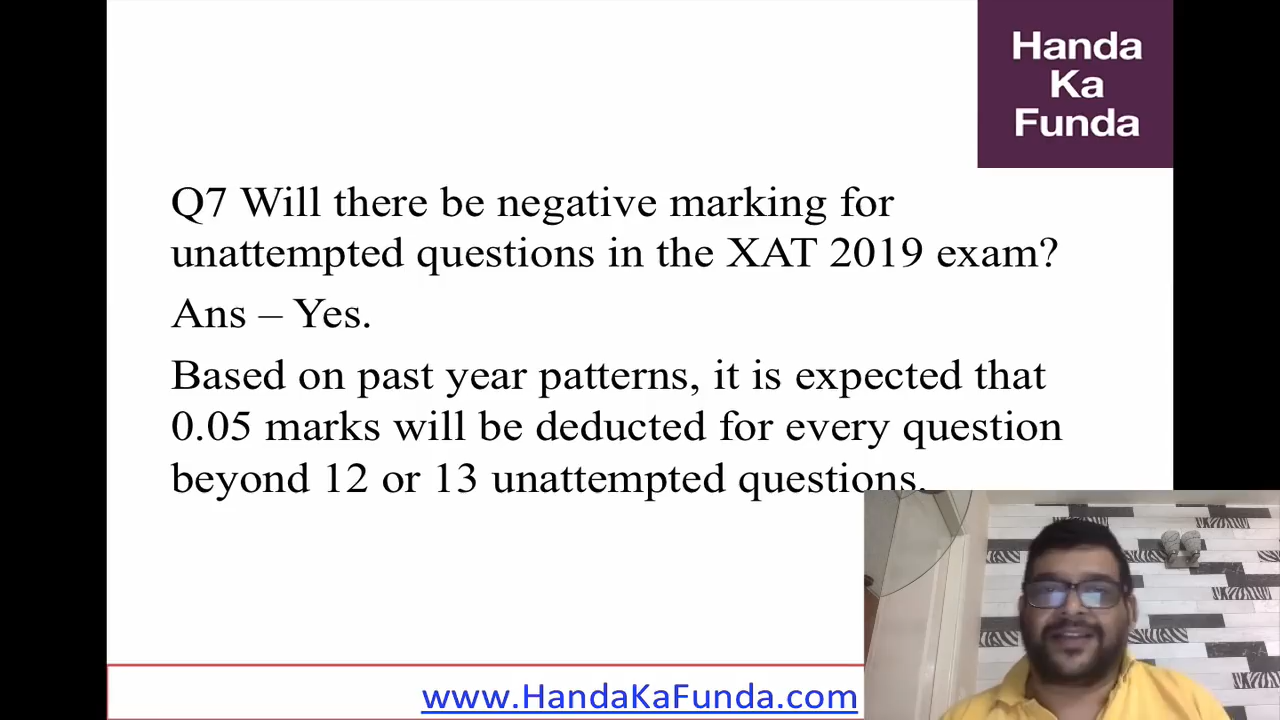 Handa
Ka
Funda
Q7 Will there be negative marking for
unattempted questions in the XAT 2019 exam?
Ans – Yes.
Based on past year patterns, it is expected that
0.05 marks will be deducted for every question
beyond 12 or 13 unattempted questions.
www.HandaKaFunda.com